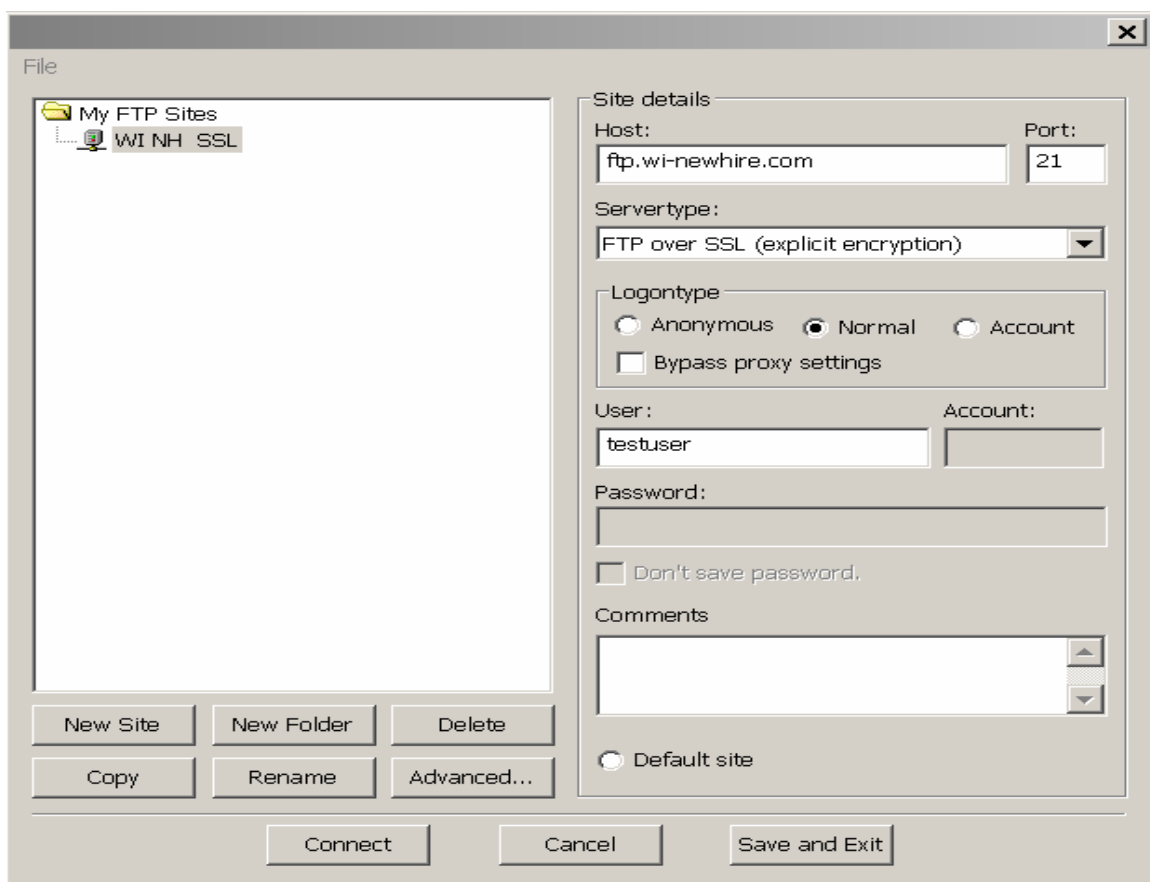 File
My FTP Sites
WI NH SSL
New Site
New Folder
Delete
Copy
Rename
Advanced...
Site details
Host:
Port:
ftp.wi-newhire.com
21
Servertype:
FTP over SSL (explicit encryption)
Logontype
Anonymous
Normal
Account
Bypass proxy settings
User:
Account:
testuser
Password:
Don't save password.
Comments
Default site
Connect
Cancel
Save and Exit